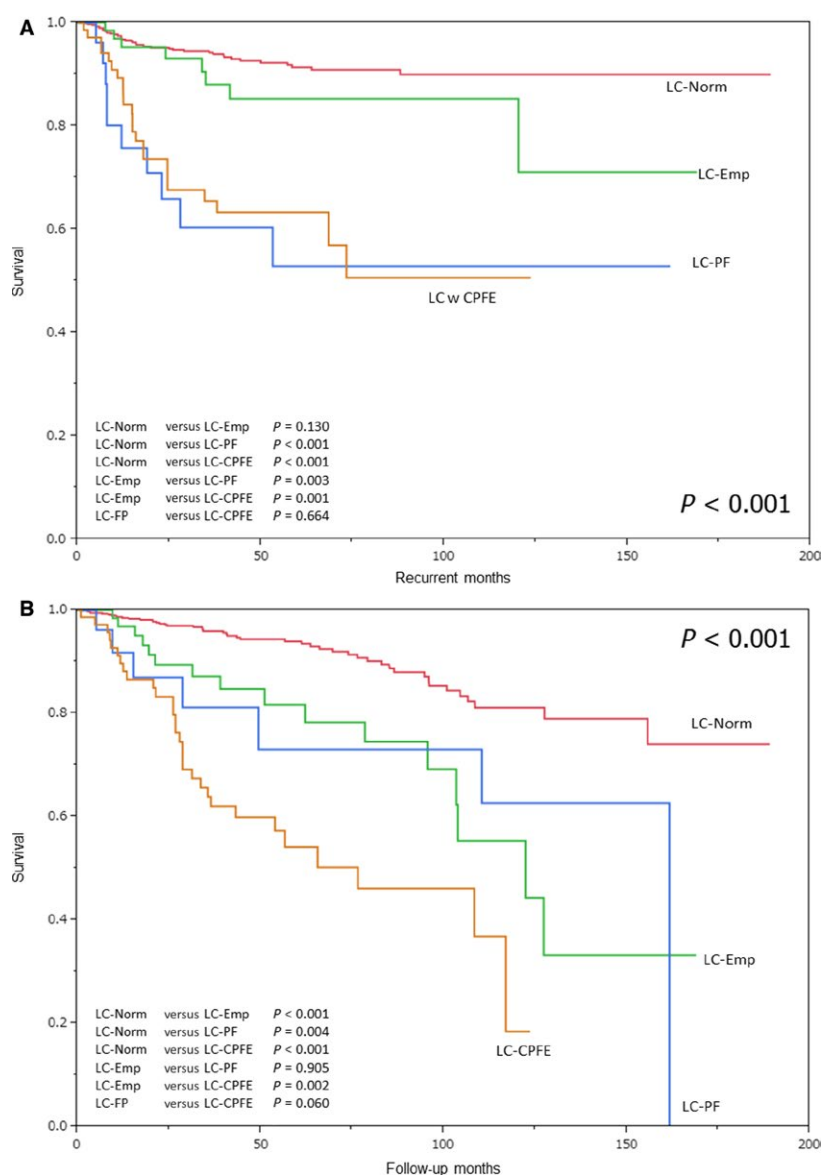 A
1.0
0.8
0.6
0.4
0.2
0.0
Survival
LC-Norm
LC-Emp
LC-PF
LC w CPFE
LC-Norm versus LC-Emp P = 0.130
LC-Norm versus LC-PF P < 0.001
LC-Norm versus LC-CPFE P < 0.001
LC-Emp versus LC-PF P = 0.003
LC-Emp versus LC-CPFE P = 0.001
LC-FP versus LC-CPFE P = 0.664
P < 0.001
0 50 100 150 200
Recurrent months
B
1.0
0.8
0.6
0.4
0.2
0.0
Survival
P < 0.001
LC-Norm
LC-Emp
LC-CPFE
LC-PF
LC-Norm versus LC-Emp P < 0.001
LC-Norm versus LC-PF P = 0.004
LC-Norm versus LC-CPFE P < 0.001
LC-Emp versus LC-PF P = 0.905
LC-Emp versus LC-CPFE P = 0.002
LC-FP versus LC-CPFE P = 0.060
0 50 100 150 200
Follow-up months